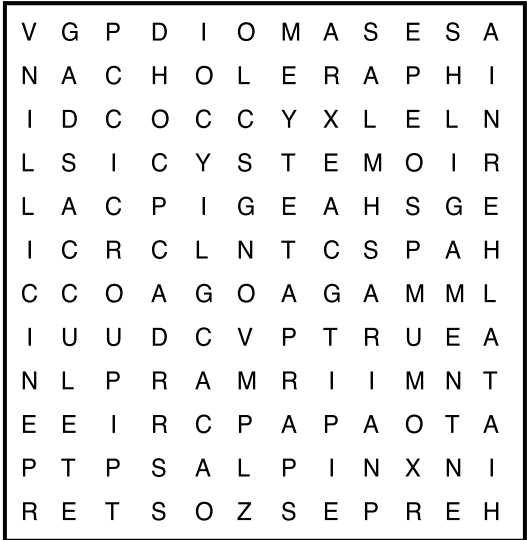 V G P D I O M A S E S A
N A C H O L E R A P H I
I D C O C C Y X L E L N
L S I C Y S T E M O I R
L A C P I G E A H S G E
I C R C L N T C S P A H
C C O A G O A G A M M L
I U U D C V P T R U E A
N L P R A M R I I M N T
E E I R C P A P A O T A
P T P S A L P I N X N I
R E T S O Z S E P R E H